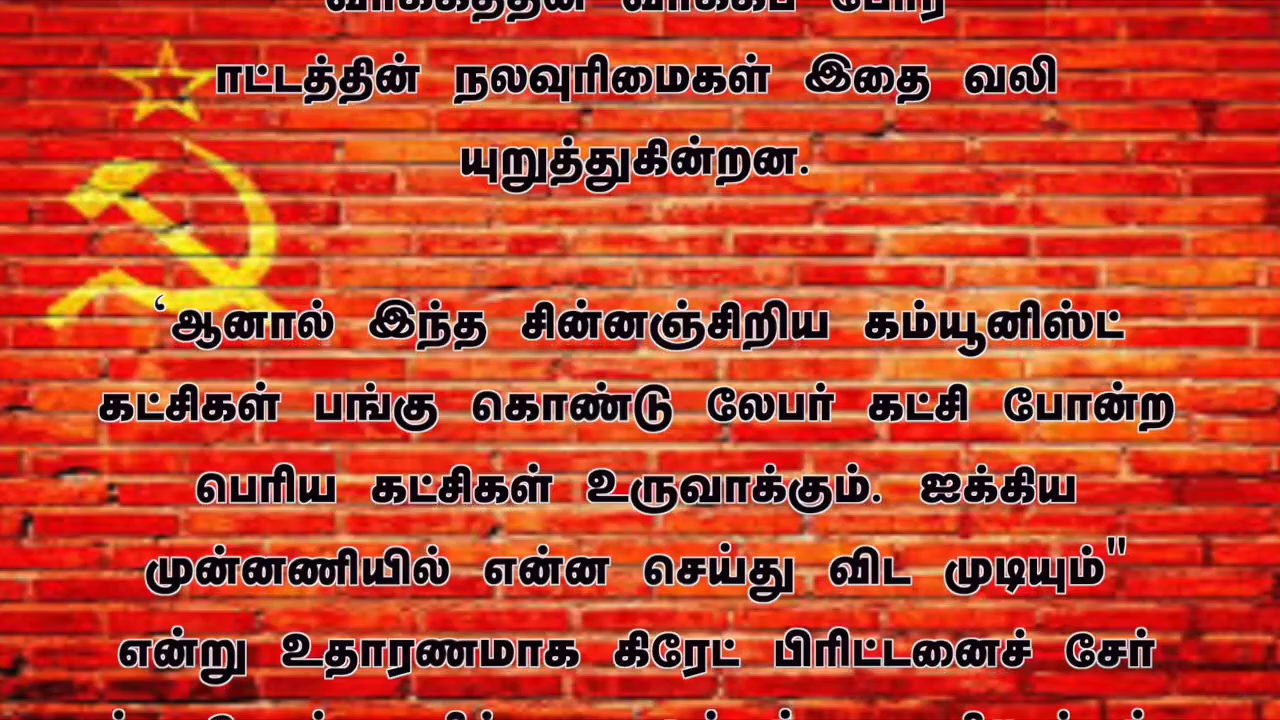 ாட்டத்தின் நலவுரிமைகள் இதை வலி
யுறுத்துகின்றன.
‘ஆனால் இந்த சின்னஞ்சிறிய கம்யூனிஸ்ட்
கட்சிகள் பங்கு கொண்டு லேபர் கட்சி போன்ற
பெரிய கட்சிகள் உருவாக்கும். ஐக்கிய
முன்னணியில் என்ன செய்து விட முடியும்"
என்று உதாரணமாக கிரேட் பிரிட்டனைச் சேர்